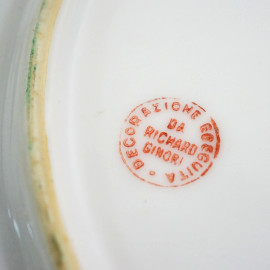 DECORAZIONE ESEGUITA
DA
RICHARD
GINORI